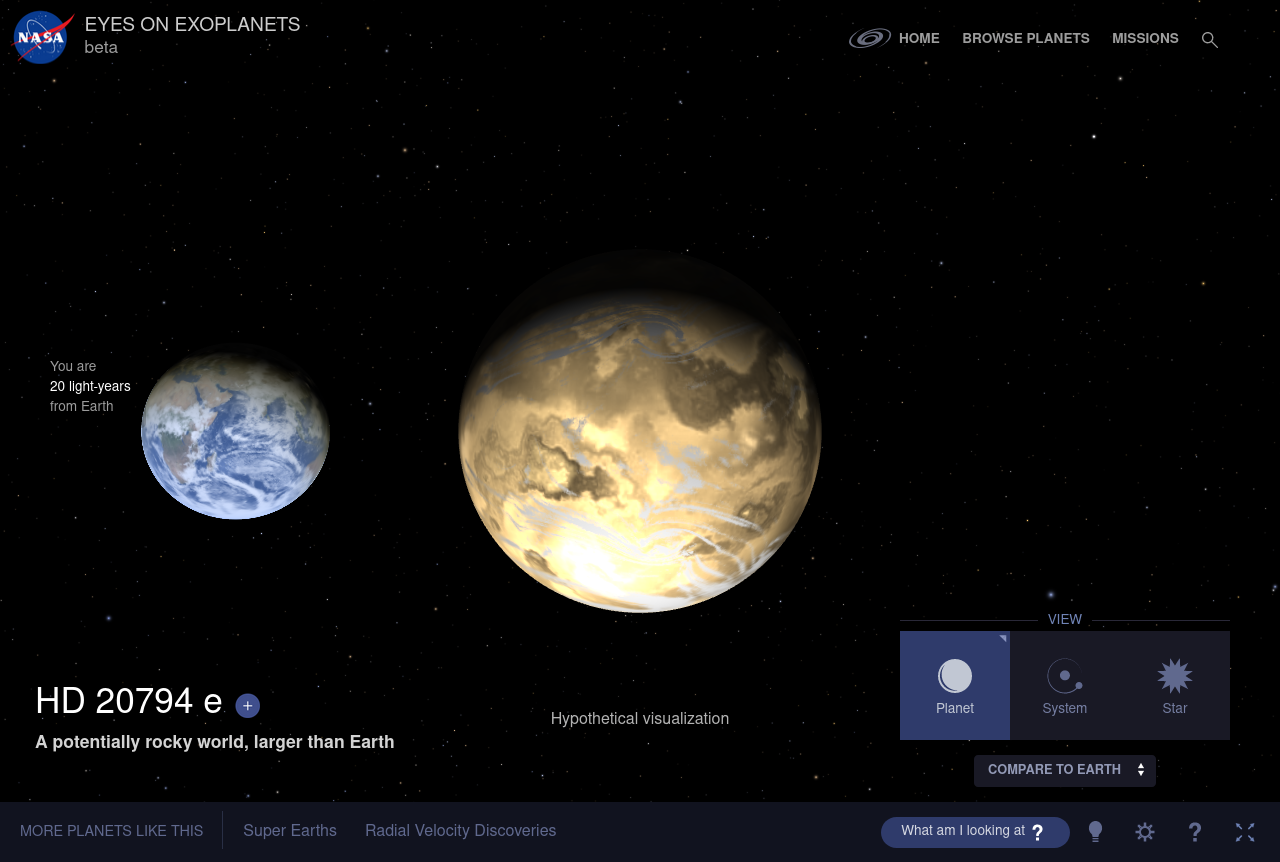 NASA
EYES ON EXOPLANETS
beta
HOME
BROWSE PLANETS
MISSIONS
You are
20 light-years
from Earth
VIEW
Planet
System
Star
HD 20794 e +
A potentially rocky world, larger than Earth
Hypothetical visualization
COMPARE TO EARTH
MORE PLANETS LIKE THIS
Super Earths
Radial Velocity Discoveries
What am I looking at ?
?